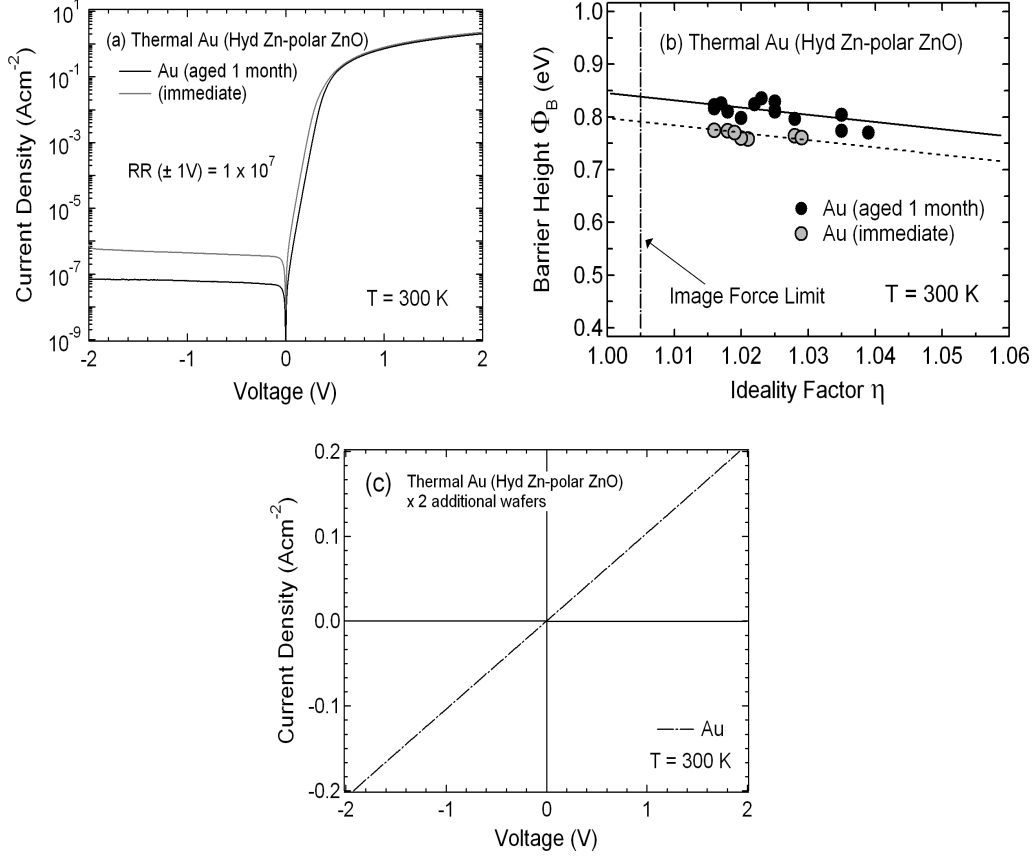 (a) Thermal Au (Hyd Zn-polar ZnO)
Au (aged 1 month)
(immediate)
RR (± 1V) = 1 x 10⁷
T = 300 K
10¹
10⁻¹
10⁻³
10⁻⁵
10⁻⁷
10⁻⁹
Current Density (Acm⁻²)
-2 -1 0 1 2
Voltage (V)
(b) Thermal Au (Hyd Zn-polar ZnO)
Au (aged 1 month)
Au (immediate)
Image Force Limit
T = 300 K
1.0
0.9
0.8
0.7
0.6
0.5
0.4
Barrier Height Φ_B (eV)
1.00 1.01 1.02 1.03 1.04 1.05 1.06
Ideality Factor η
(c) Thermal Au (Hyd Zn-polar ZnO)
x 2 additional wafers
Au
T = 300 K
0.2
0.1
0.0
-0.1
-0.2
Current Density (Acm⁻²)
-2 -1 0 1 2
Voltage (V)